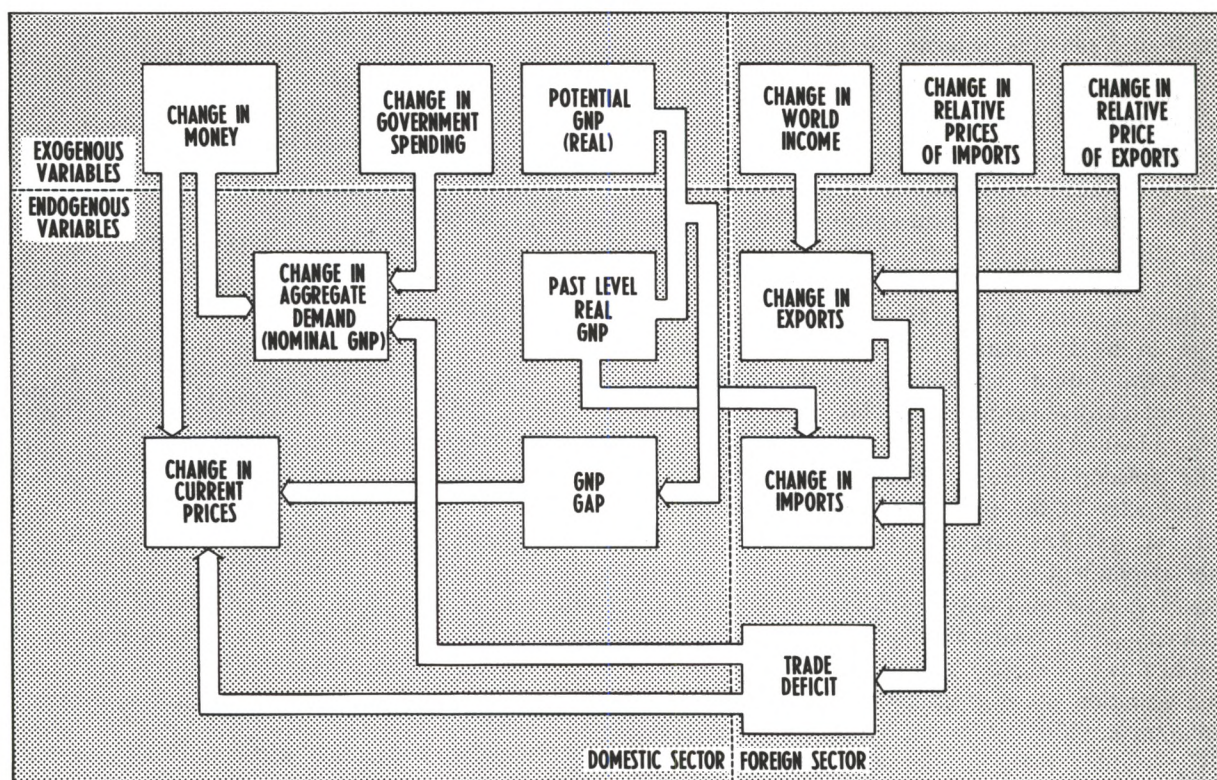 CHANGE IN
MONEY
CHANGE IN
GOVERNMENT
SPENDING
POTENTIAL
GNP
(REAL)
CHANGE IN
WORLD
INCOME
CHANGE IN
RELATIVE
PRICES
OF IMPORTS
CHANGE IN
RELATIVE
PRICE
OF EXPORTS
EXOGENOUS
VARIABLES
ENDOGENOUS
VARIABLES
CHANGE IN
AGGREGATE
DEMAND
(NOMINAL GNP)
PAST LEVEL
REAL
GNP
CHANGE IN
EXPORTS
CHANGE IN
CURRENT
PRICES
GNP
GAP
CHANGE IN
IMPORTS
TRADE
DEFICIT
DOMESTIC SECTOR
FOREIGN SECTOR